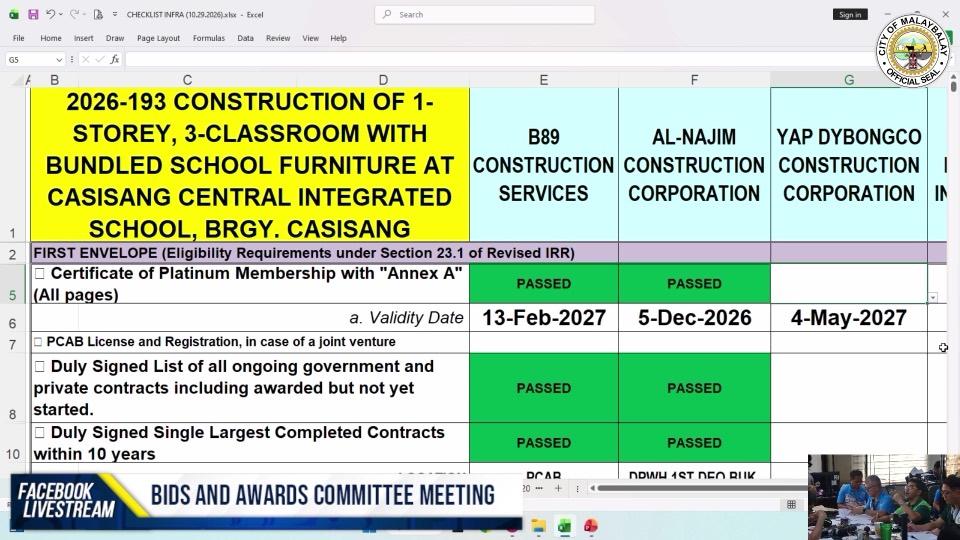 CHECKLIST INFRA (10.29.2026).xlsx - Excel
Search
Sign in
File Home Insert Draw Page Layout Formulas Data Review View Help
G5
fx
CITY OF MALAYBALAY
OFFICIAL SEAL
B C D E F G
1
2026-193 CONSTRUCTION OF 1-
STOREY, 3-CLASSROOM WITH
BUNDLED SCHOOL FURNITURE AT
CASISANG CENTRAL INTEGRATED
SCHOOL, BRGY. CASISANG
B89
CONSTRUCTION
SERVICES
AL-NAJIM
CONSTRUCTION
CORPORATION
YAP DYBONGCO
CONSTRUCTION
CORPORATION
2 FIRST ENVELOPE (Eligibility Requirements under Section 23.1 of Revised IRR)
5 □ Certificate of Platinum Membership with "Annex A"
(All pages)
PASSED PASSED
6 a. Validity Date 13-Feb-2027 5-Dec-2026 4-May-2027
7 □ PCAB License and Registration, in case of a joint venture
8 □ Duly Signed List of all ongoing government and
private contracts including awarded but not yet
started.
PASSED PASSED
10 □ Duly Signed Single Largest Completed Contracts
within 10 years
PASSED PASSED
LOCATION PCAB DPWH 1ST DEO BUK
FACEBOOK
LIVESTREAM
BIDS AND AWARDS COMMITTEE MEETING